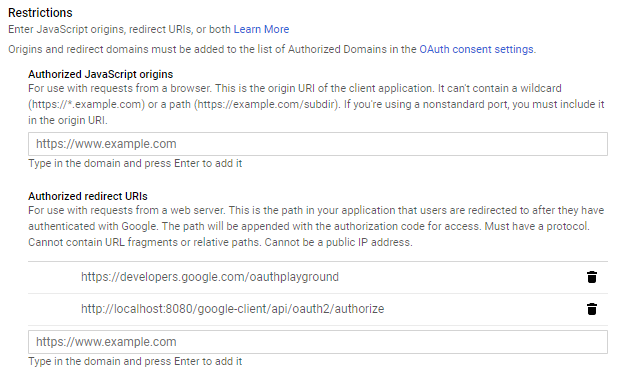 Restrictions
Enter JavaScript origins, redirect URIs, or both Learn More
Origins and redirect domains must be added to the list of Authorized Domains in the OAuth consent settings.
Authorized JavaScript origins
For use with requests from a browser. This is the origin URI of the client application. It can't contain a wildcard
(https://*.example.com) or a path (https://example.com/subdir). If you're using a nonstandard port, you must include it
in the origin URI.
https://www.example.com
Type in the domain and press Enter to add it
Authorized redirect URIs
For use with requests from a web server. This is the path in your application that users are redirected to after they have
authenticated with Google. The path will be appended with the authorization code for access. Must have a protocol.
Cannot contain URL fragments or relative paths. Cannot be a public IP address.
https://developers.google.com/oauthplayground
http://localhost:8080/google-client/api/oauth2/authorize
https://www.example.com
Type in the domain and press Enter to add it